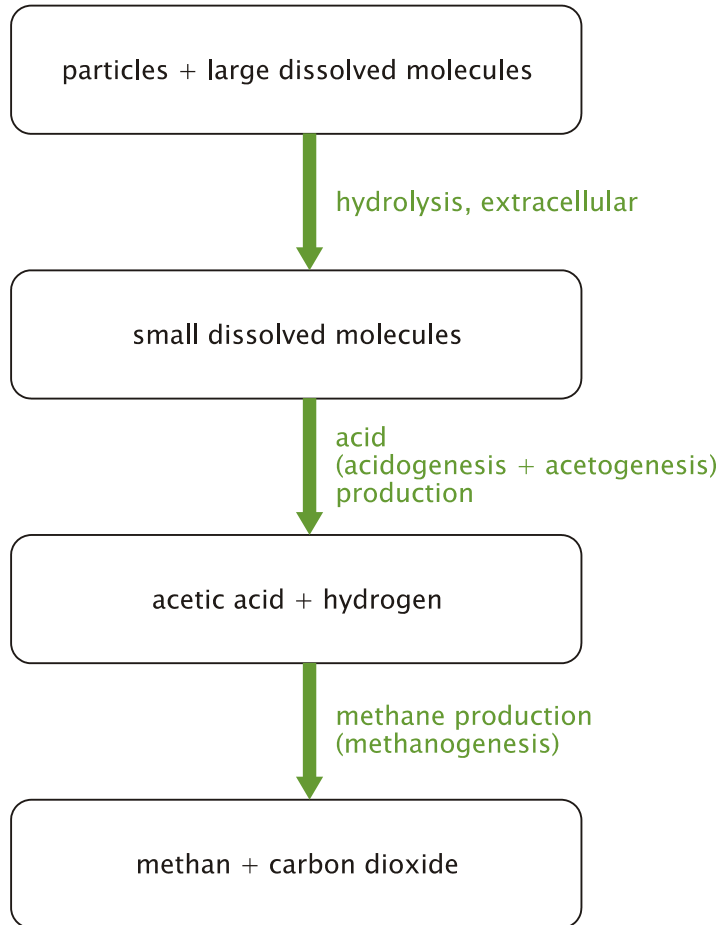 particles + large dissolved molecules
hydrolysis, extracellular
small dissolved molecules
acid
(acidogenesis + acetogenesis)
production
acetic acid + hydrogen
methane production
(methanogenesis)
methan + carbon dioxide